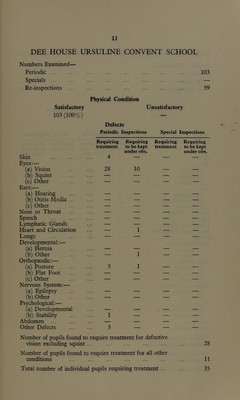 11
DEE HOUSE URSULINE CONVENT SCHOOL
Numbers Examined—
Periodic ... 103
Specials ... —
Re-inspections ... 59
Physical Condition
Satisfactory Unsatisfactory
103 (100%) —
Defects
Periodic Inspections Special Inspections
Requiring treatment Requiring to be kept under obs. Requiring treatment Requiring to be kept under obs.
Skin 4 — — —
Eyes:—
(a) Vision 28 10 — —
(b) Squint — — — —
(c) Other — — — —
Ears:—
(a) Hearing — — — —
(b) Otitis Media — — — —
(c) Other — — — —
Nose or Throat — — — —
Speech — — — —
Lymphatic Glands — — — —
Heart and Circulation — 1 — —
Lungs — — — —
Developmental:—
(a) Hernia — — — —
(b) Other — 1 — —
Orthopaedic:—
(a) Posture 3 1 — —
(b) Flat Foot — — — —
(c) Other — — — —
Nervous System:—
(a) Epilepsy — — — —
(b) Other — — — —
Psychological:—
(a) Developmental — — — —
(b) Stability 1 — — —
Abdomen — — — —
Other Defects 3 — — —
Number of pupils found to require treatment for defective
vision excluding squint ... 28
Number of pupils found to require treatment for all other
conditions ... 11
Total number of individual pupils requiring treatment ... 35